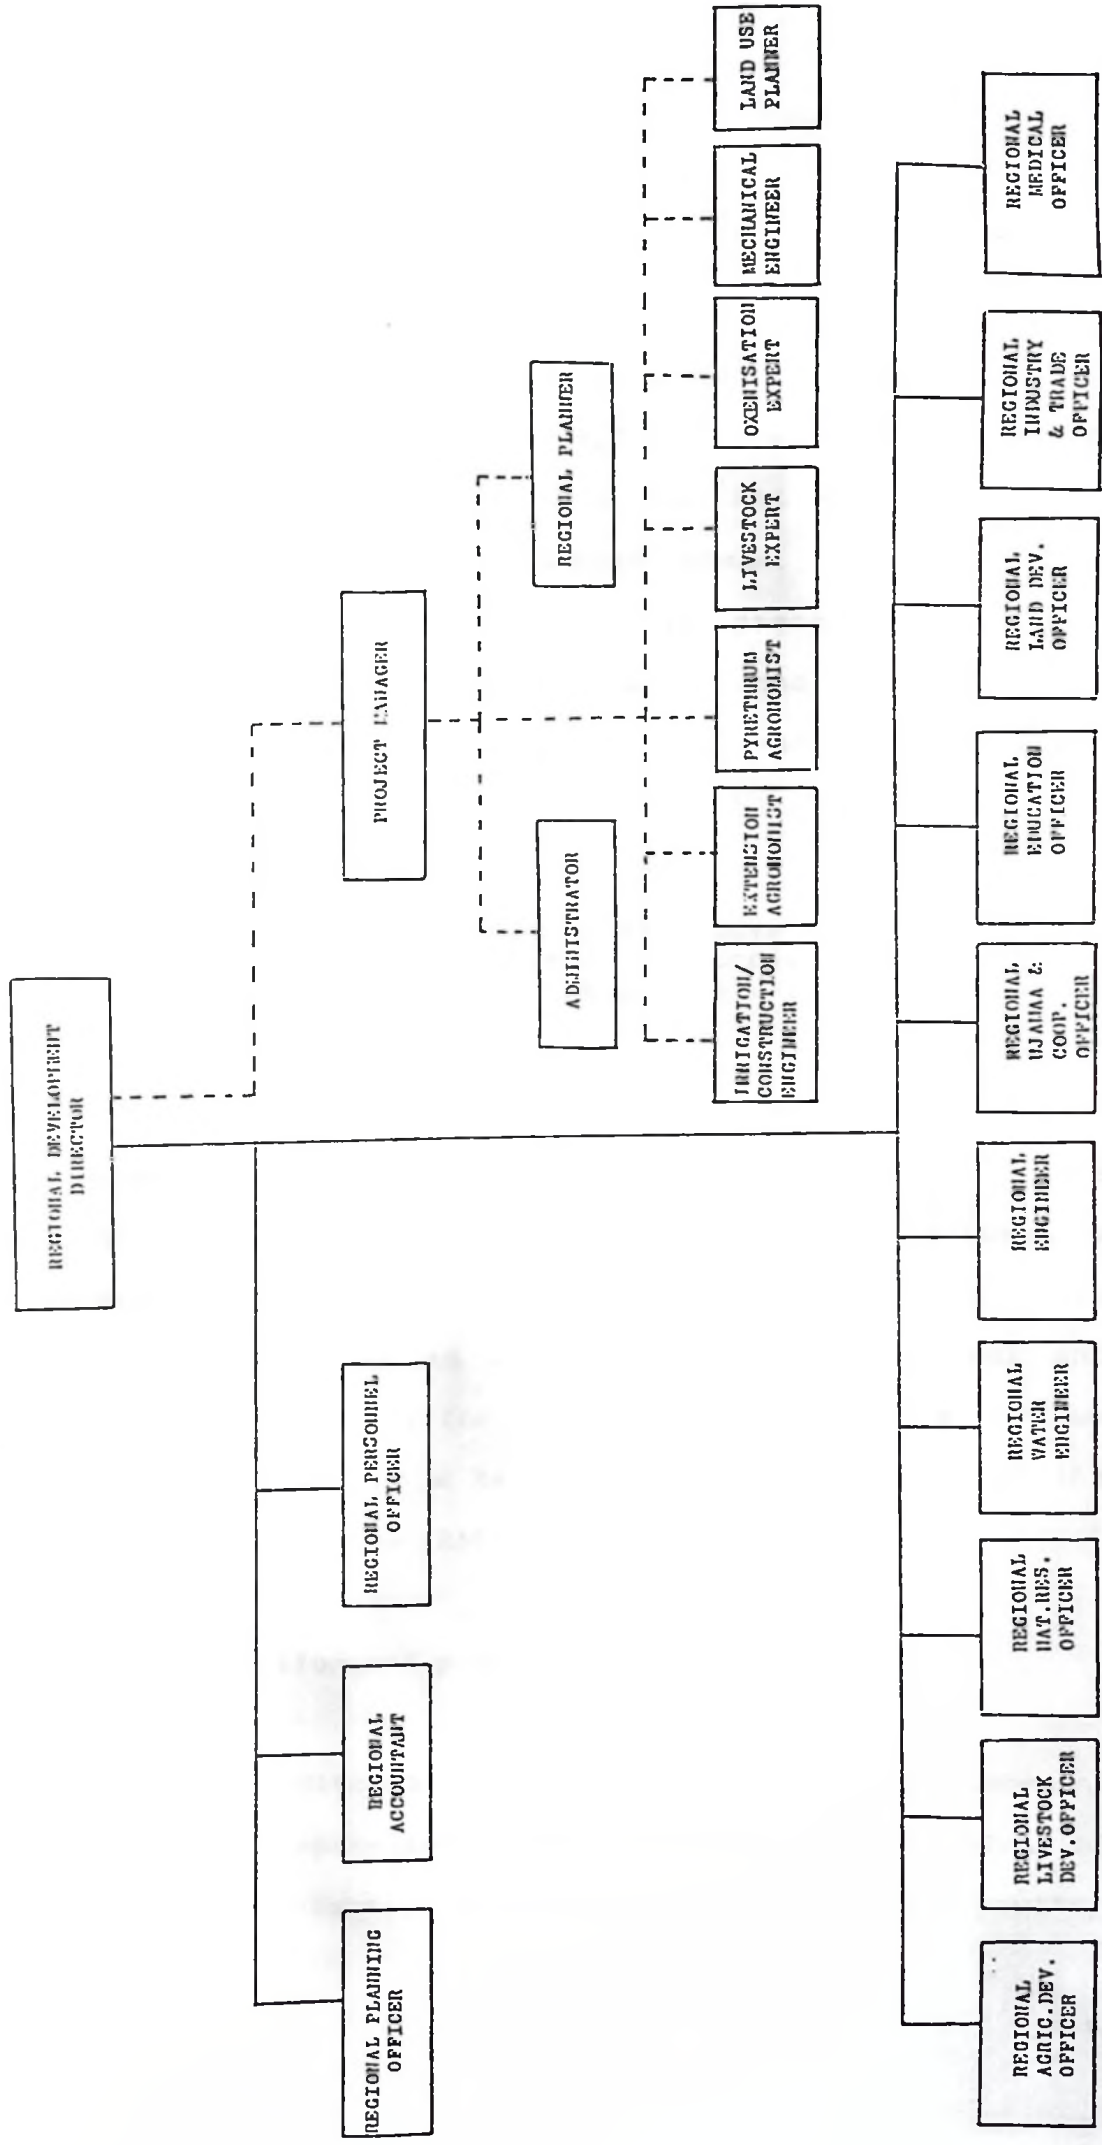 REGIONAL DEVELOPMENT
DIRECTOR
REGIONAL PLANNING
OFFICER
REGIONAL
ACCOUNTANT
REGIONAL PERSONNEL
OFFICER
PROJECT MANAGER
ADMINISTRATOR
REGIONAL PLANNER
IRRIGATION/
CONSTRUCTION
ENGINEER
EXTENSION
AGRONOMIST
PYRETHRUM
AGRONOMIST
LIVESTOCK
EXPERT
OXENISATION
EXPERT
MECHANICAL
ENGINEER
LAND USE
PLANNER
REGIONAL
AGRIC.DEV.
OFFICER
REGIONAL
LIVESTOCK
DEV.OFFICER
REGIONAL
NAT.RES.
OFFICER
REGIONAL
WATER
ENGINEER
REGIONAL
ENGINEER
REGIONAL
UJAMAA &
COOP.
OFFICER
REGIONAL
EDUCATION
OFFICER
REGIONAL
LAND DEV.
OFFICER
REGIONAL
INDUSTRY
& TRADE
OFFICER
REGIONAL
MEDICAL
OFFICER